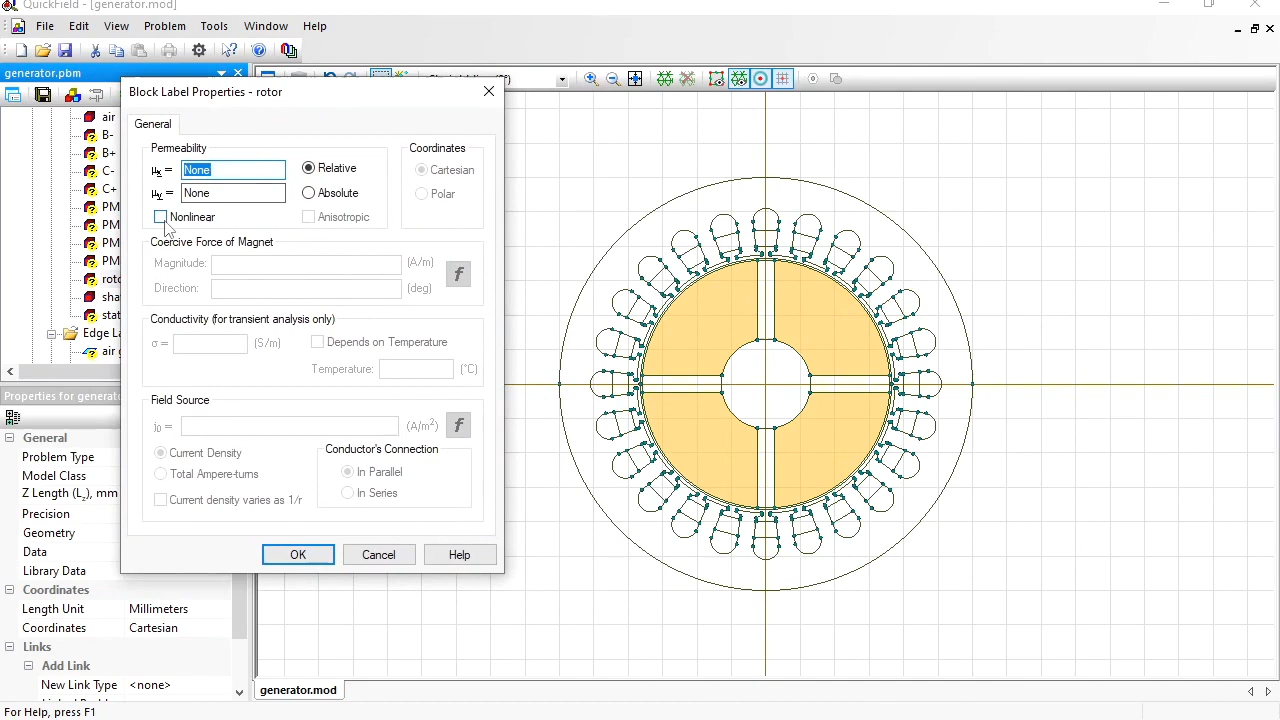 QuickField - [generator.mod]
File Edit View Problem Tools Window Help
generator.pbm
Block Label Properties - rotor
General
Permeability
Coordinates
μx = None
Relative
Cartesian
μy = None
Absolute
Polar
Nonlinear
Anisotropic
Coercive Force of Magnet
Magnitude: (A/m)
f
Direction: (deg)
Conductivity (for transient analysis only)
σ = (S/m)
Depends on Temperature
Temperature: (°C)
Field Source
j0 = (A/m²)
f
Current Density
Conductor's Connection
Total Ampere-turns
In Parallel
In Series
Current density varies as 1/r
OK Cancel Help
air
B-
B+
C-
C+
PM
PM
PM
PM
roto
sha
stat
Edge La
air g
Properties for generato
General
Problem Type
Model Class
Z Length (Lz), mm
Precision
Geometry
Data
Library Data
Coordinates
Length Unit Millimeters
Coordinates Cartesian
Links
Add Link
New Link Type <none>
generator.mod
For Help, press F1